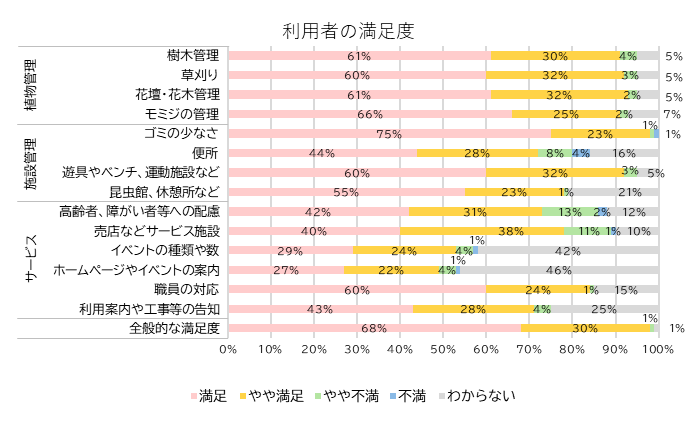 利用者の満足度
植物管理
樹木管理 61% 30% 4% 5%
草刈り 60% 32% 3% 5%
花壇・花木管理 61% 32% 2% 5%
モミジの管理 66% 25% 2% 7%
施設管理
ゴミの少なさ 75% 23% 1% 1%
便所 44% 28% 8% 4% 16%
遊具やベンチ、運動施設など 60% 32% 3% 5%
昆虫館、休憩所など 55% 23% 1% 21%
サービス
高齢者、障がい者等への配慮 42% 31% 13% 2% 12%
売店などサービス施設 40% 38% 11% 1% 10%
イベントの種類や数 29% 24% 4% 1% 42%
ホームページやイベントの案内 27% 22% 4% 1% 46%
職員の対応 60% 24% 1% 15%
利用案内や工事等の告知 43% 28% 4% 25%
全般的な満足度 68% 30% 1% 1%
0% 10% 20% 30% 40% 50% 60% 70% 80% 90% 100%
満足 やや満足 やや不満 不満 わからない